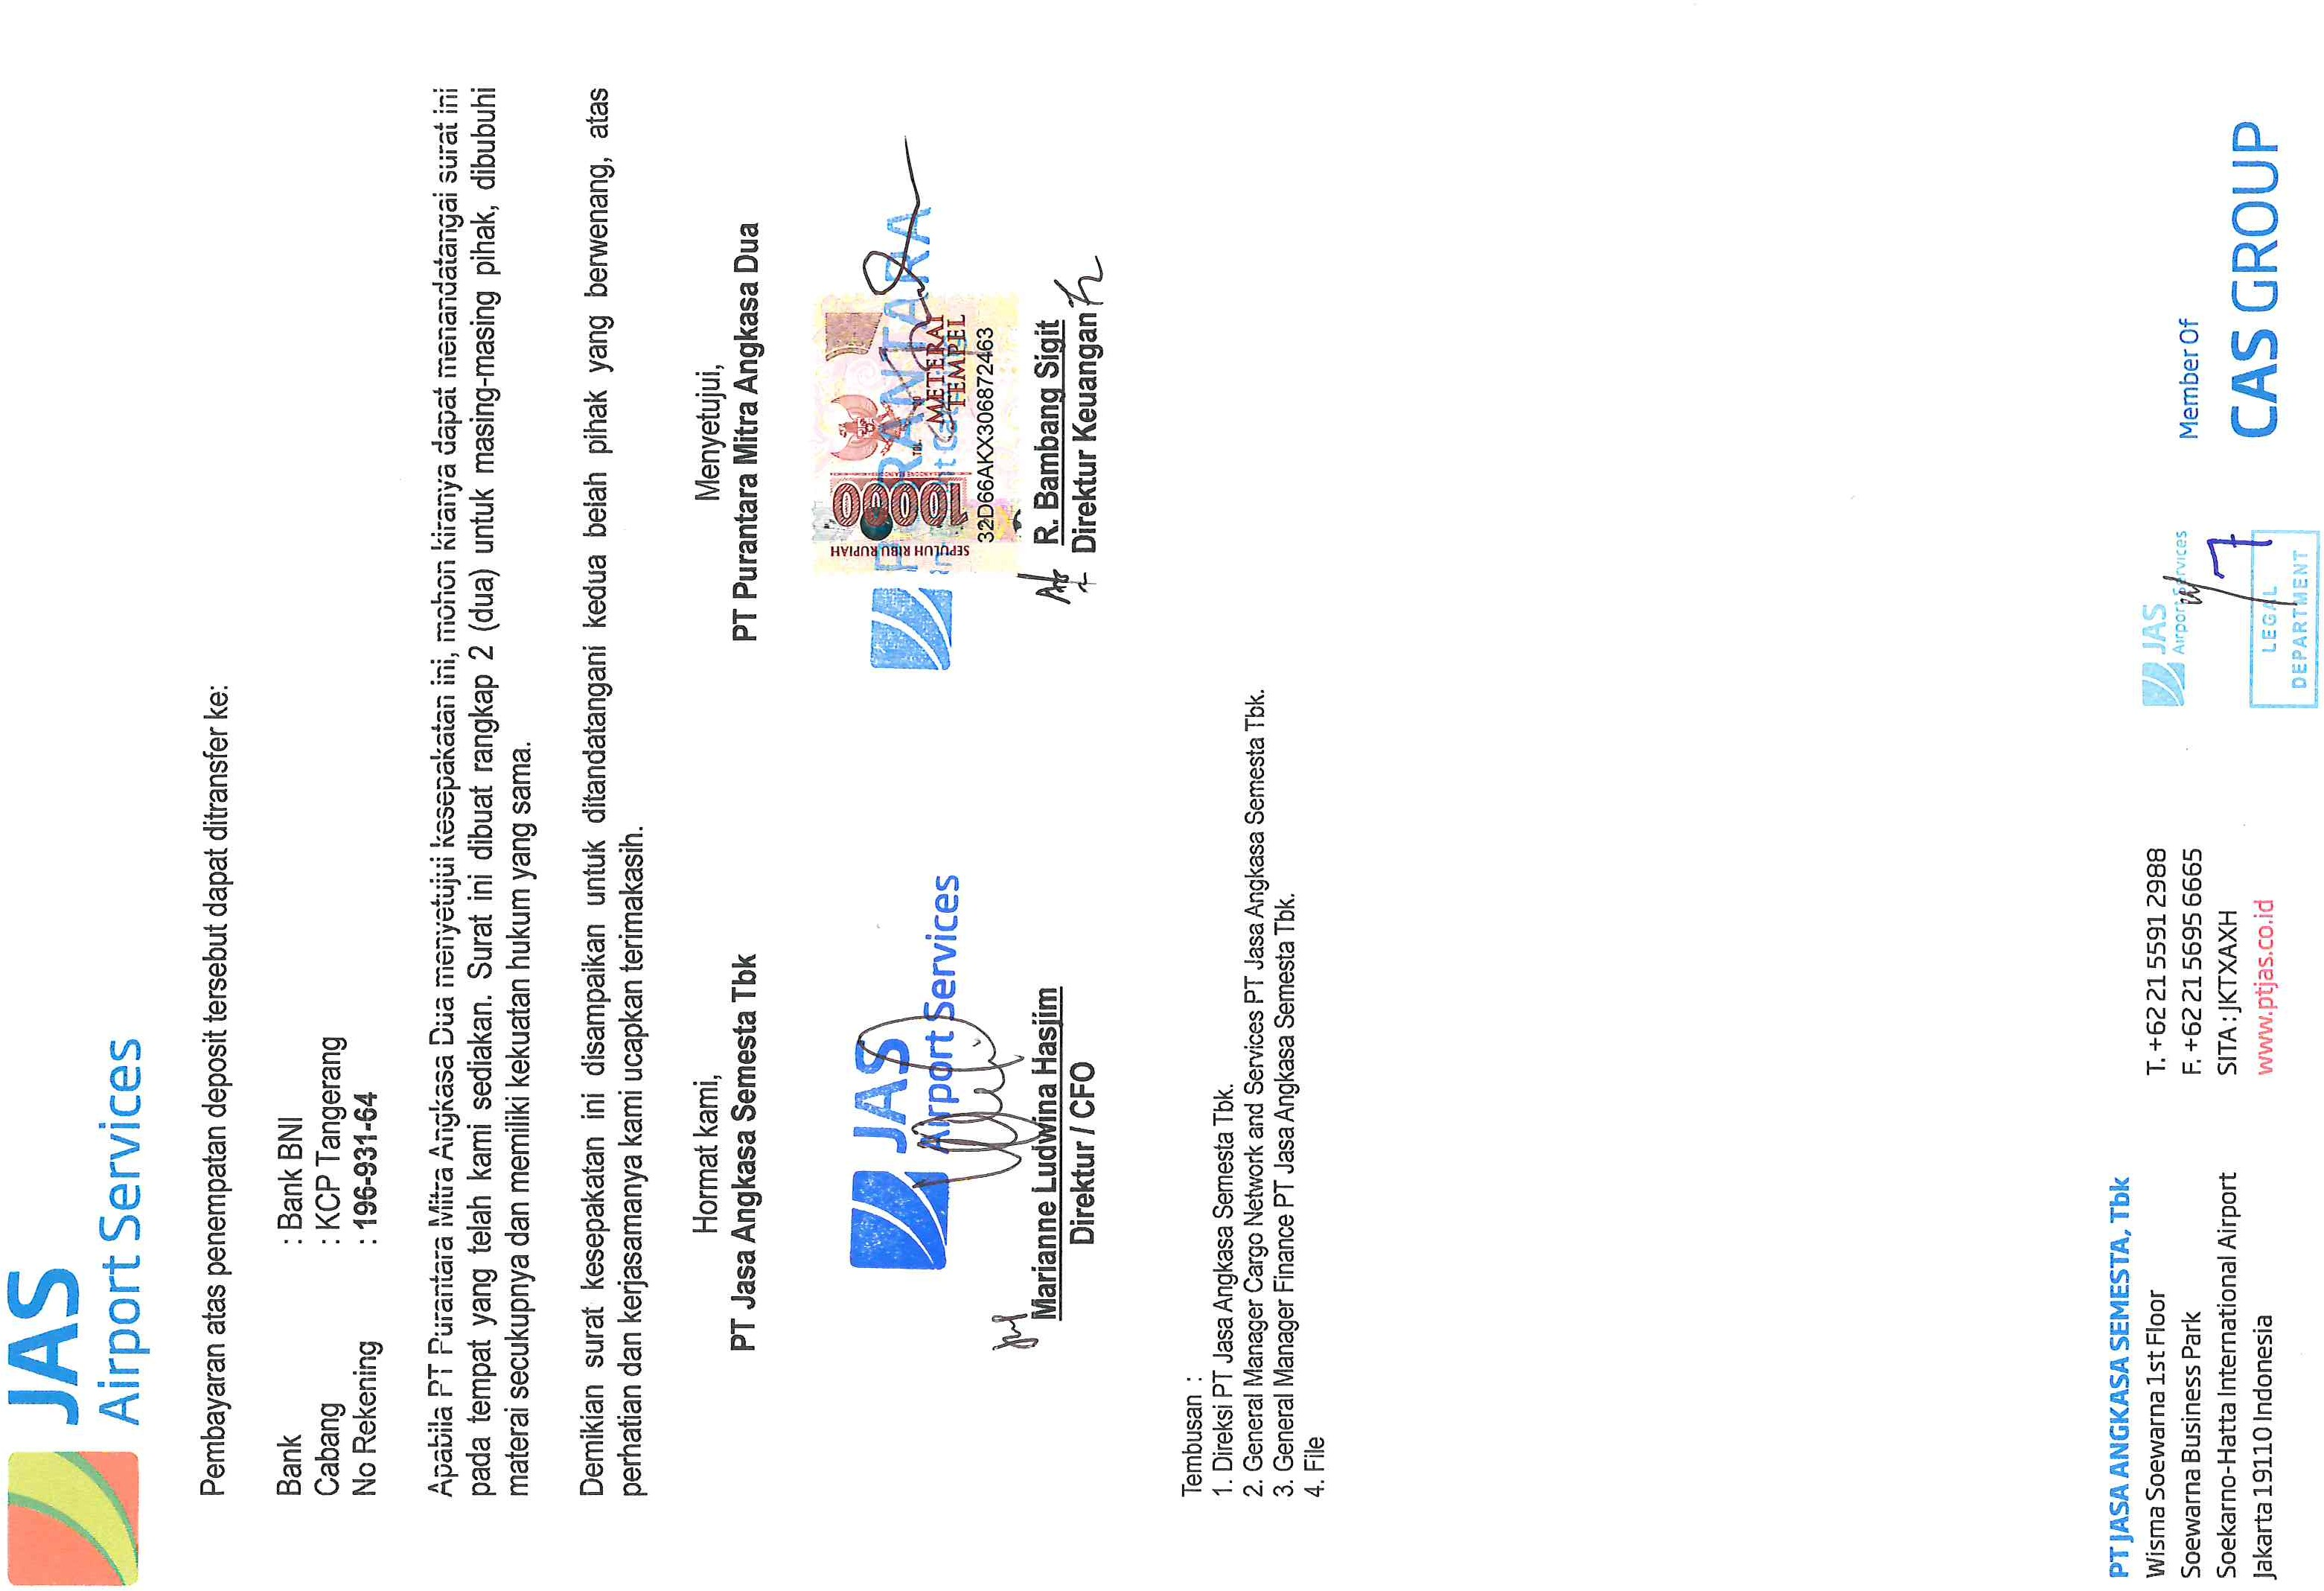 JAS
Airport Services
Pembayaran atas penempatan deposit tersebut dapat ditransfer ke:
Bank : Bank BNI
Cabang : KCP Tangerang
No Rekening : 196-931-64
Apabila PT Purantara Mitra Angkasa Dua menyetujui kesepakatan ini, mohon kiranya dapat menandatangai surat ini
pada tempat yang telah kami sediakan. Surat ini dibuat rangkap 2 (dua) untuk masing-masing pihak, dibubuhi
materai secukupnya dan memiliki kekuatan hukum yang sama.
Demikian surat kesepakatan ini disampaikan untuk ditandatangani kedua belah pihak yang berwenang, atas
perhatian dan kerjasamanya kami ucapkan terimakasih.
Hormat kami,
PT Jasa Angkasa Semesta Tbk
JAS
Airport Services
Marianne Ludwina Hasjim
Direktur / CFO
Menyetujui,
PT Purantara Mitra Angkasa Dua
PURANTARA
SEPULUH RIBU RUPIAH
10000
TGL. 20
METERAI
TEMPEL
32D66AKX306872463
R. Bambang Sigit
Direktur Keuangan
Tembusan :
1. Direksi PT Jasa Angkasa Semesta Tbk.
2. General Manager Cargo Network and Services PT Jasa Angkasa Semesta Tbk.
3. General Manager Finance PT Jasa Angkasa Semesta Tbk.
4. File
PT JASA ANGKASA SEMESTA, Tbk
Wisma Soewarna 1st Floor
Soewarna Business Park
Soekarno-Hatta International Airport
Jakarta 19110 Indonesia
T. +62 21 5591 2988
F. +62 21 5695 6665
SITA : JKTXAXH
www.ptjas.co.id
JAS
Airport Services
LEGAL
DEPARTMENT
Member Of
CAS GROUP